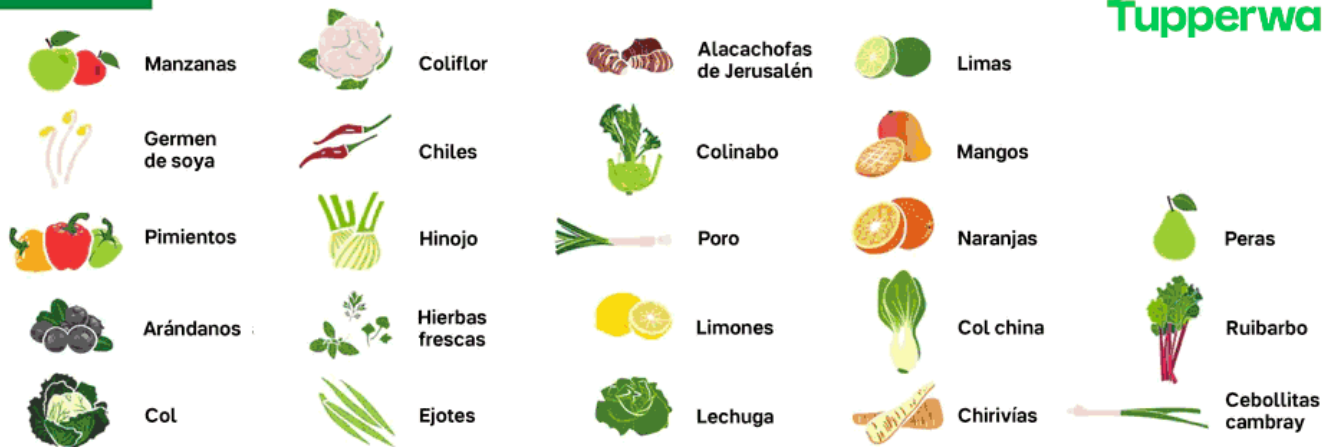 Tupperwa
Manzanas
Germen
de soya
Pimientos
Arándanos
Col
Coliflor
Chiles
Hinojo
Hierbas
frescas
Ejotes
Alacachofas
de Jerusalén
Colinabo
Poro
Limones
Lechuga
Limas
Mangos
Naranjas
Col china
Chirivías
Peras
Ruibarbo
Cebollitas
cambray